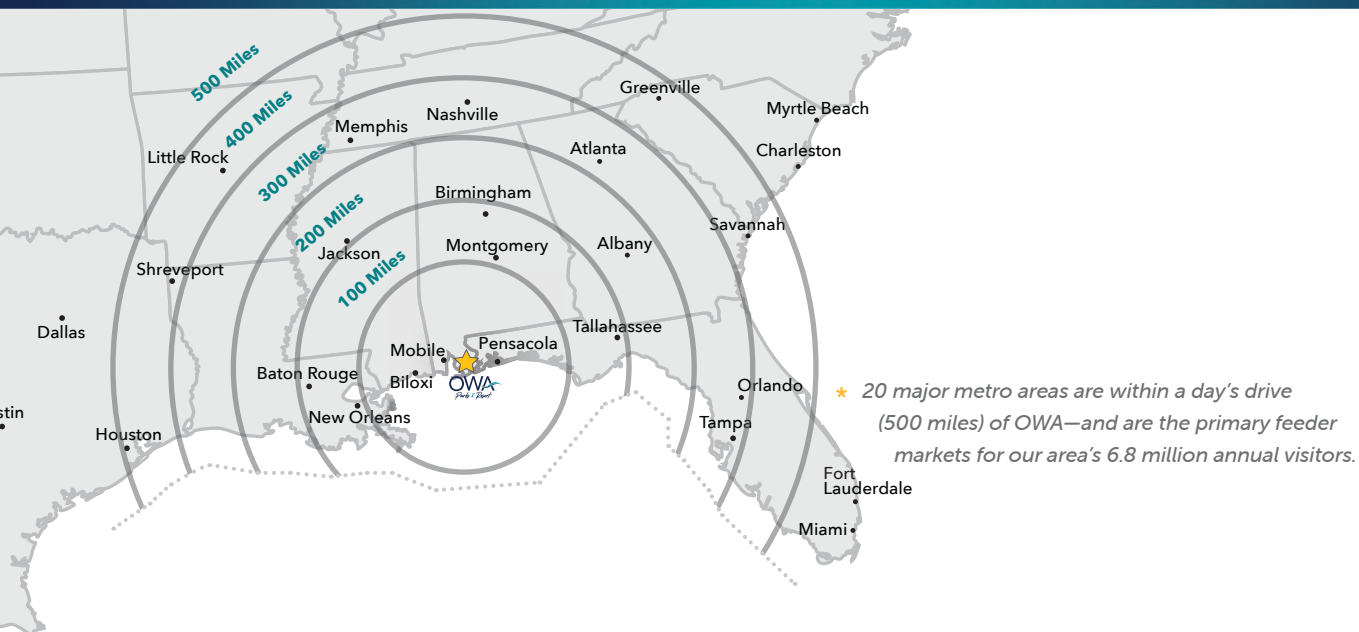 500 Miles
400 Miles
300 Miles
200 Miles
100 Miles
Greenville
Nashville
Myrtle Beach
Memphis
Little Rock
Atlanta
Charleston
Birmingham
Savannah
Jackson
Montgomery
Albany
Shreveport
Dallas
Tallahassee
Mobile
Pensacola
Baton Rouge
Biloxi
OWA
Parks & Resort
Orlando
stin
New Orleans
Tampa
Houston
Fort
Lauderdale
Miami
* 20 major metro areas are within a day’s drive
(500 miles) of OWA—and are the primary feeder
markets for our area’s 6.8 million annual visitors.